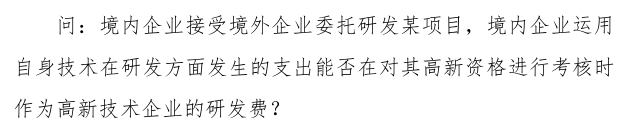 问：境内企业接受境外企业委托研发某项目，境内企业运用
自身技术在研发方面发生的支出能否在对其高新资格进行考核时
作为高新技术企业的研发费？